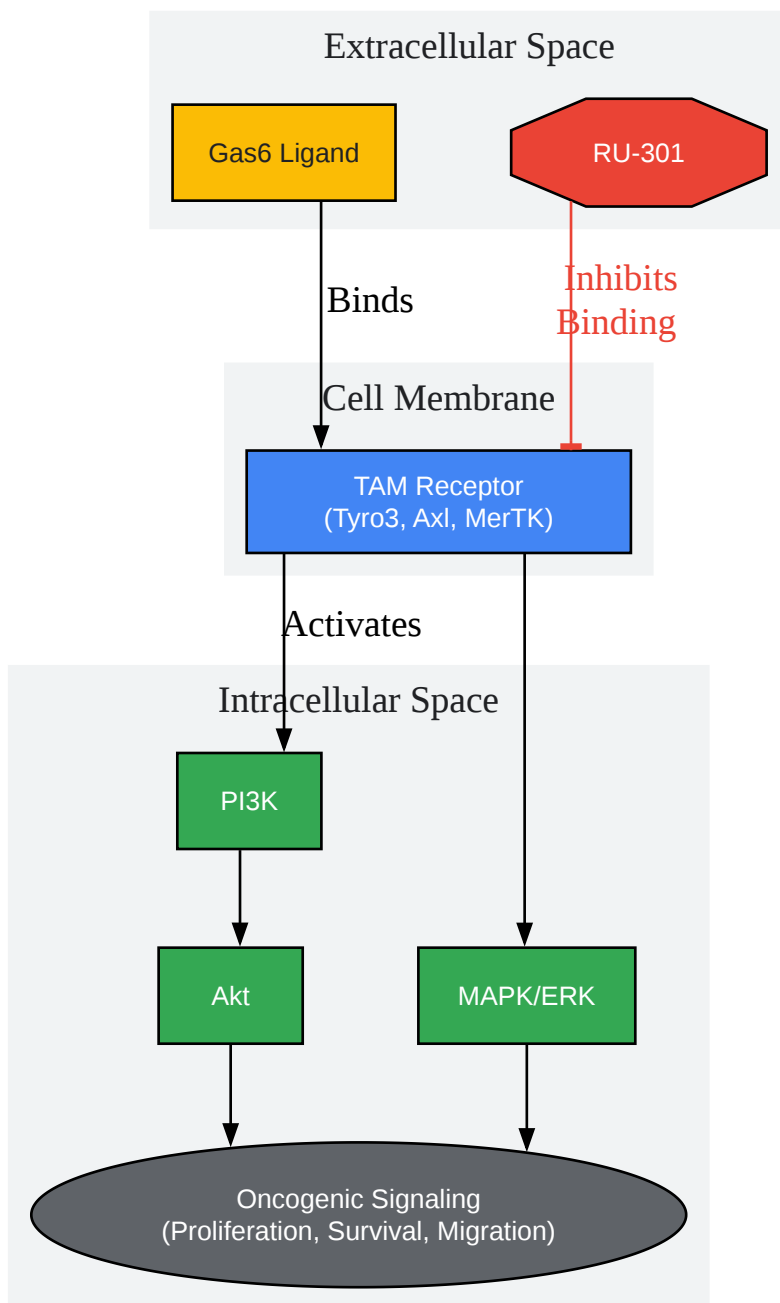 Extracellular Space
Gas6 Ligand
RU-301
Binds
Inhibits
Binding
Cell Membrane
TAM Receptor
(Tyro3, Axl, MerTK)
Activates
Intracellular Space
PI3K
Akt
MAPK/ERK
Oncogenic Signaling
(Proliferation, Survival, Migration)